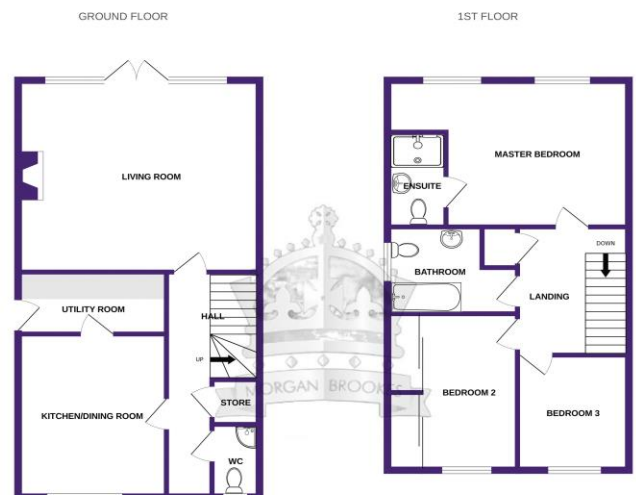 GROUND FLOOR
1ST FLOOR
LIVING ROOM
MASTER BEDROOM
ENSUITE
BATHROOM
DOWN
LANDING
UTILITY ROOM
HALL
UP
MORGAN BROOKES
KITCHEN/DINING ROOM
STORE
WC
BEDROOM 2
BEDROOM 3